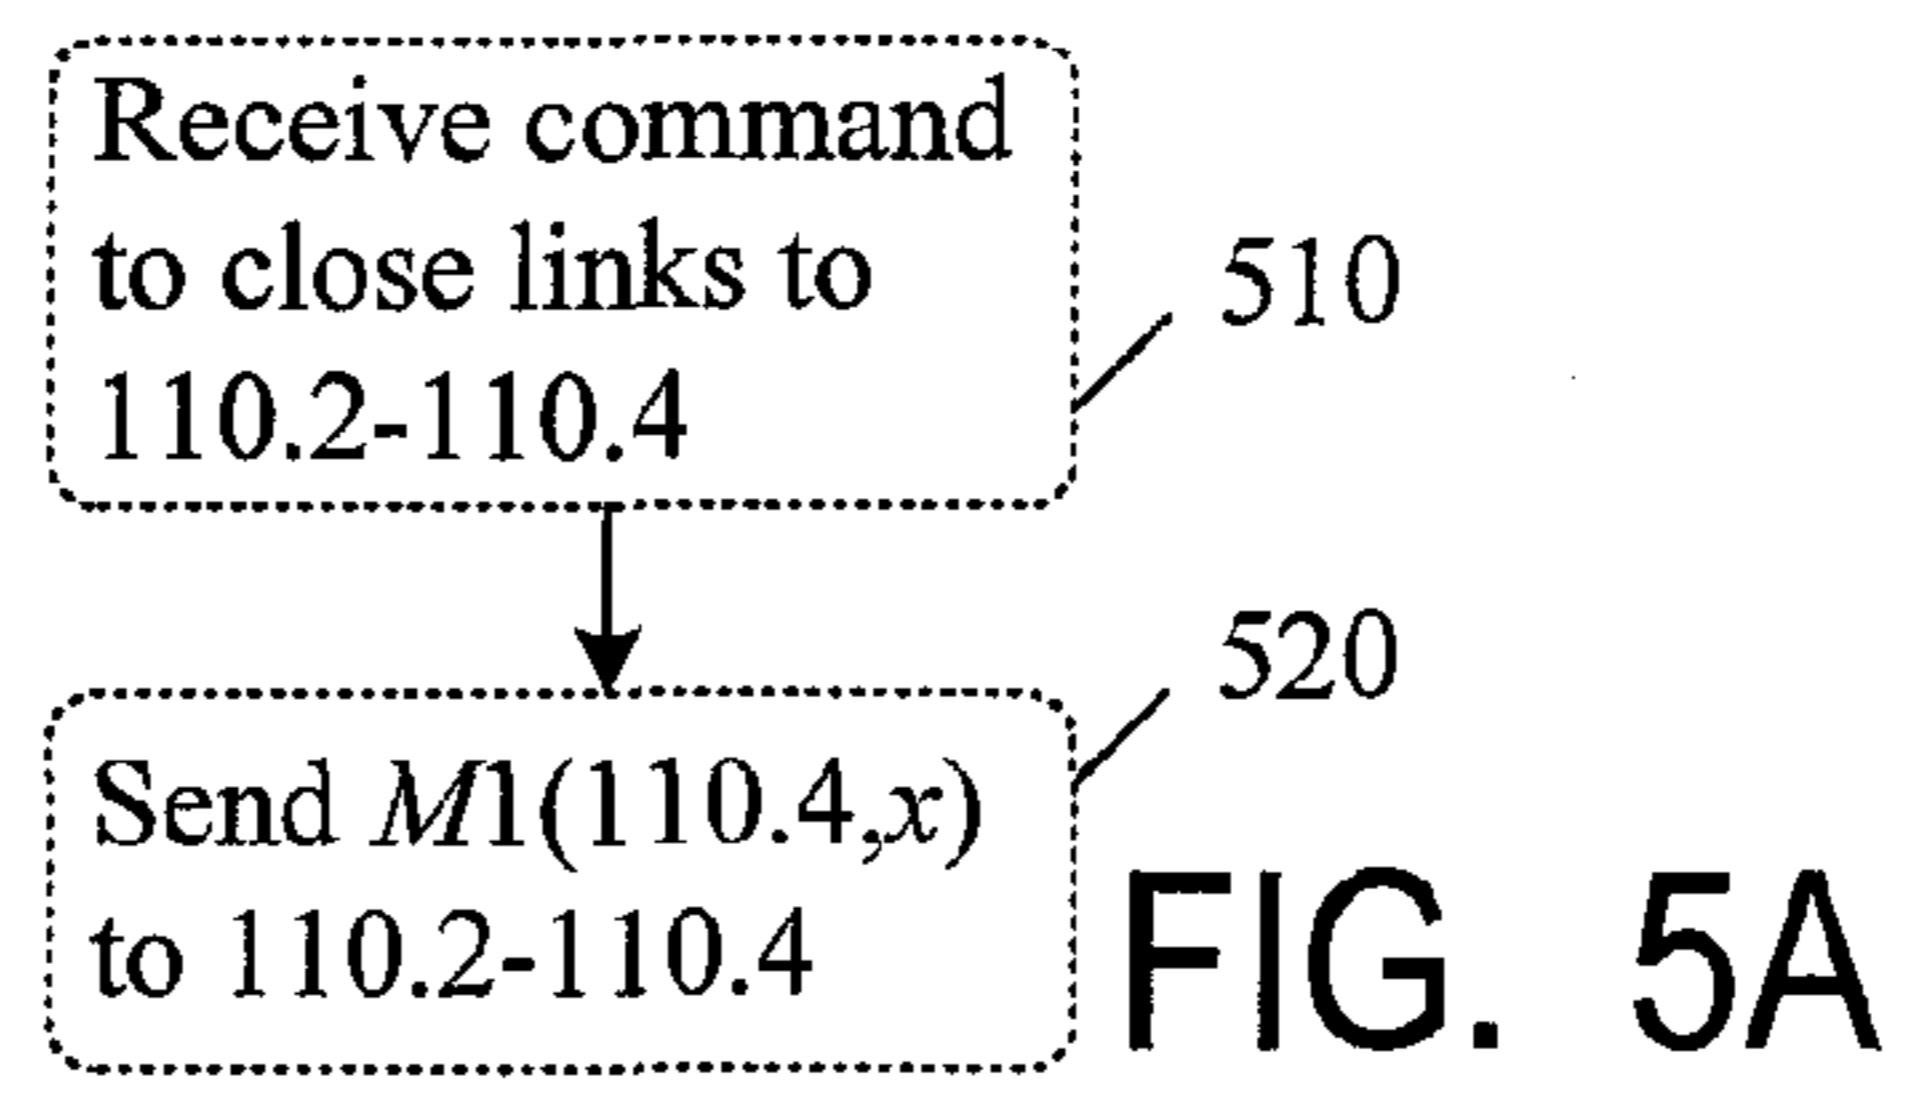 Receive command
to close links to
110.2-110.4
510
520
Send M1(110.4,x)
to 110.2-110.4
FIG. 5A